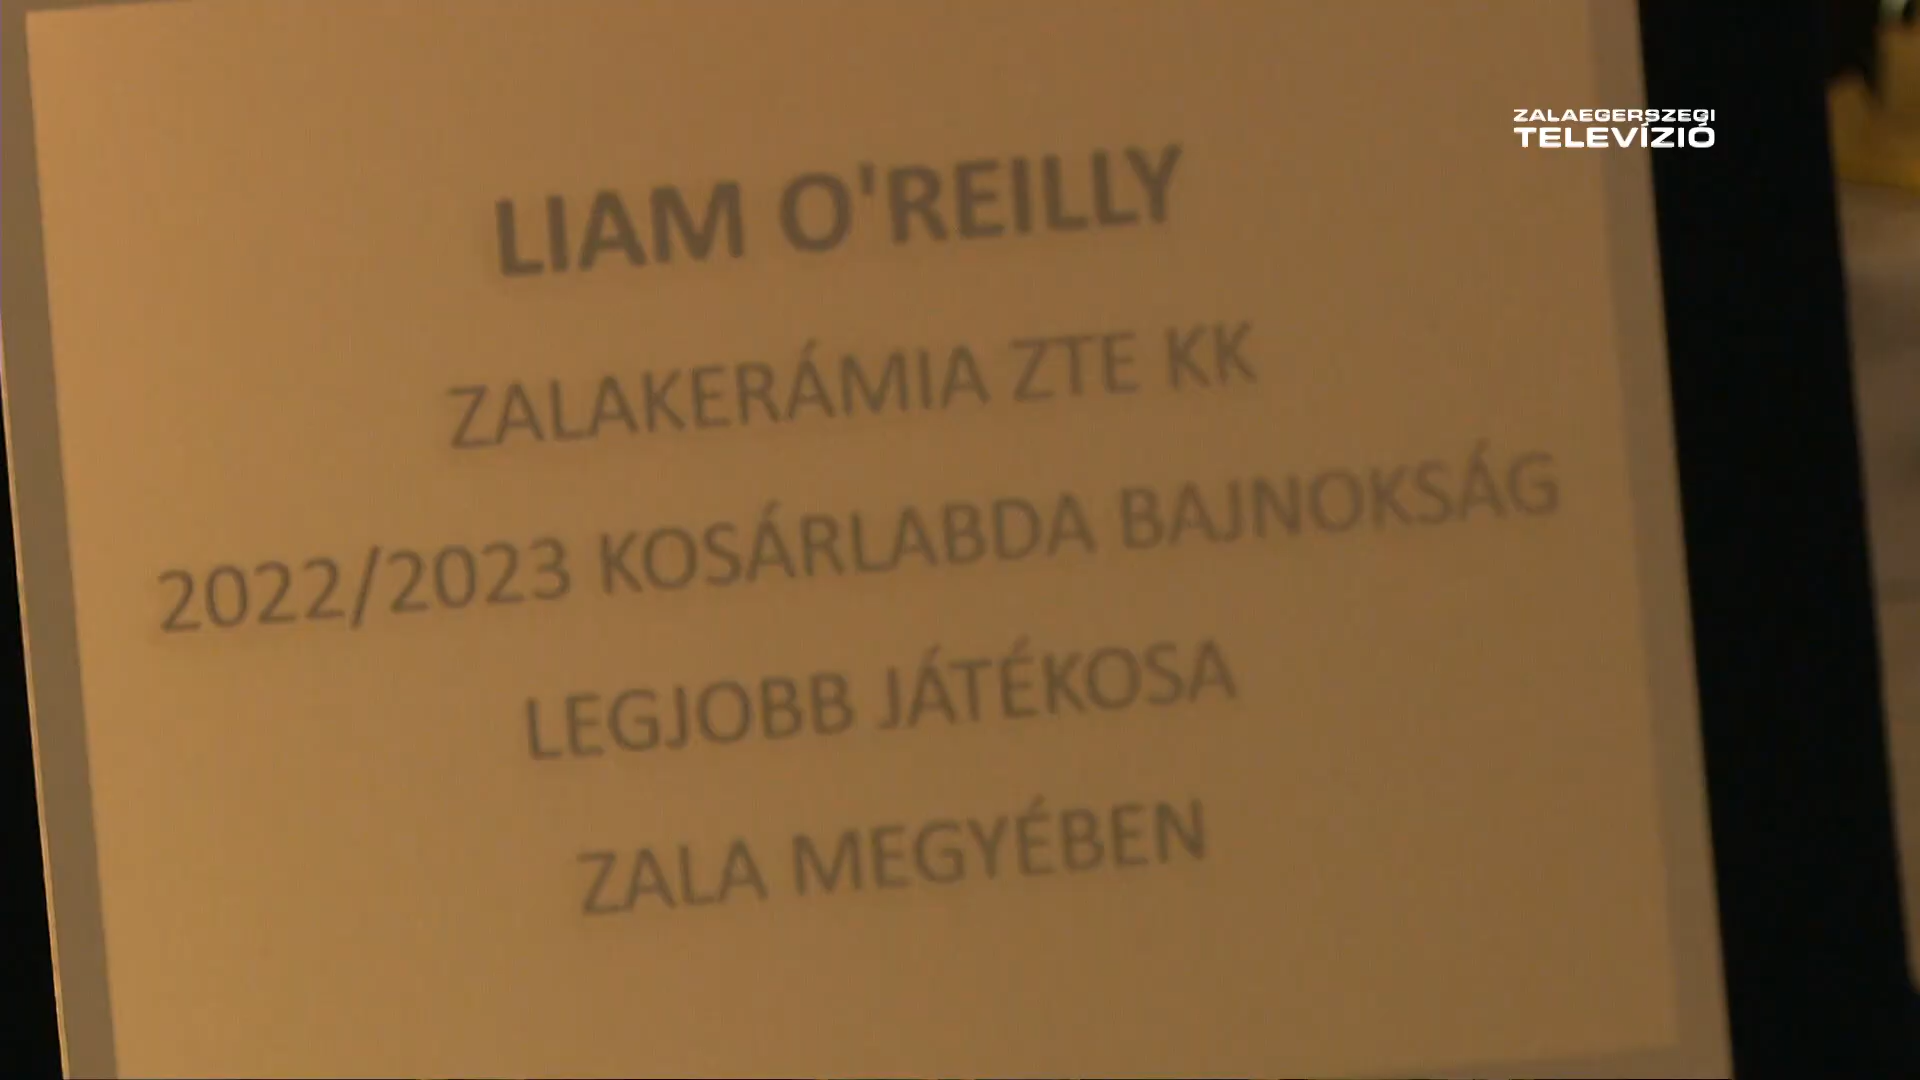 ZALAEGERSZEGI
TELEVÍZIÓ
LIAM O'REILLY
ZALAKERÁMIA ZTE KK
2022/2023 KOSÁRLABDA BAJNOKSÁG
LEGJOBB JÁTÉKOSA
ZALA MEGYÉBEN